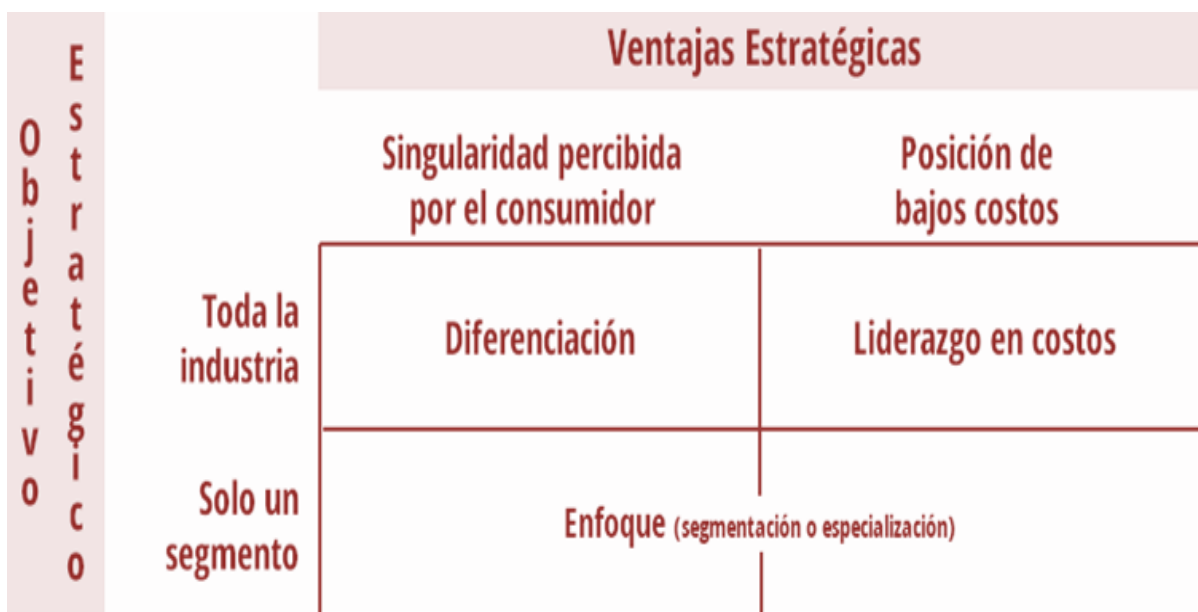 Objetivo
Estratégico
Ventajas Estratégicas
Singularidad percibida
por el consumidor
Posición de
bajos costos
Toda la
industria
Diferenciación
Liderazgo en costos
Solo un
segmento
Enfoque (segmentación o especialización)